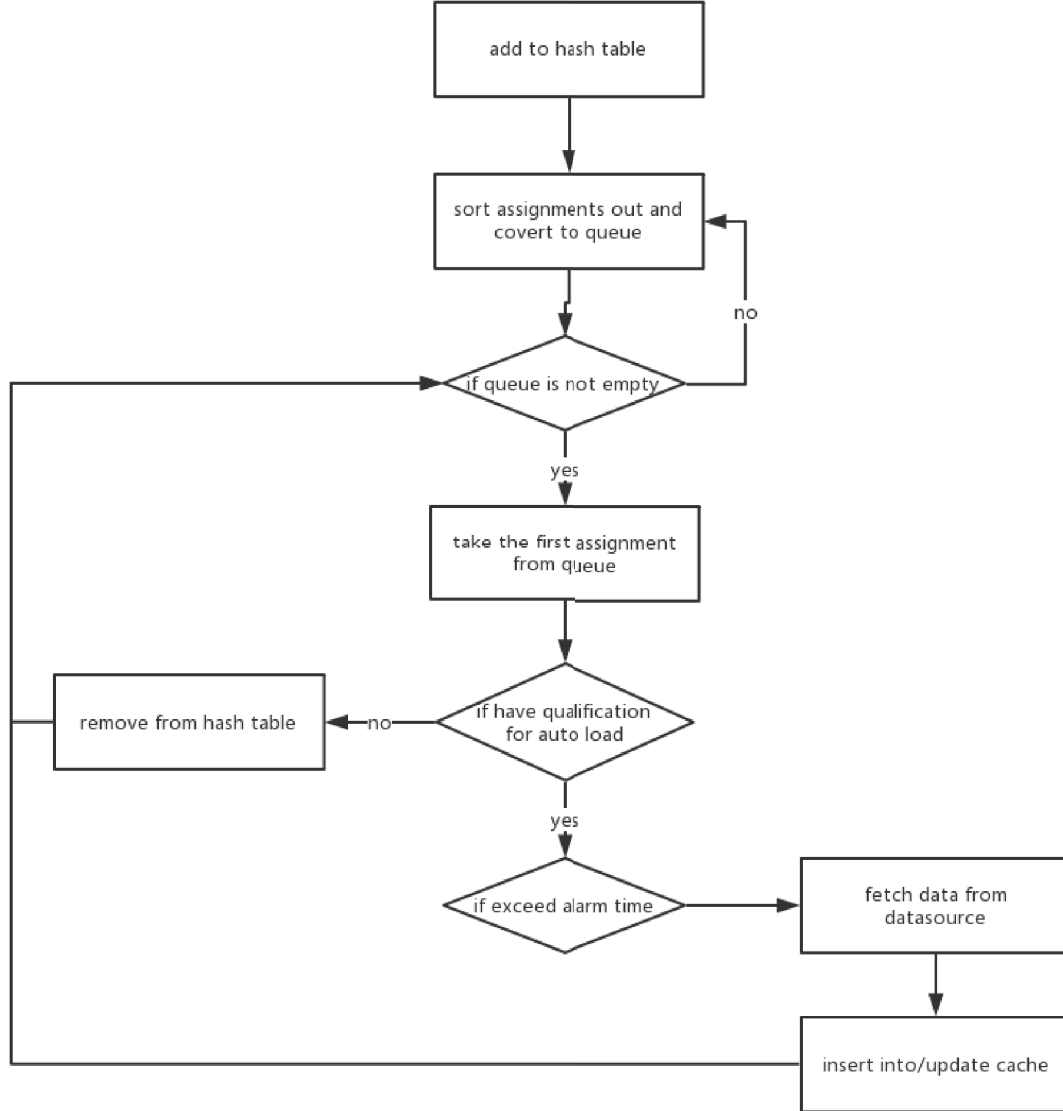 add to hash table
sort assignments out and
covert to queue
no
if queue is not empty
yes
take the first assignment
from queue
if have qualification
for auto load
no
remove from hash table
yes
if exceed alarm time
fetch data from
datasource
insert into/update cache